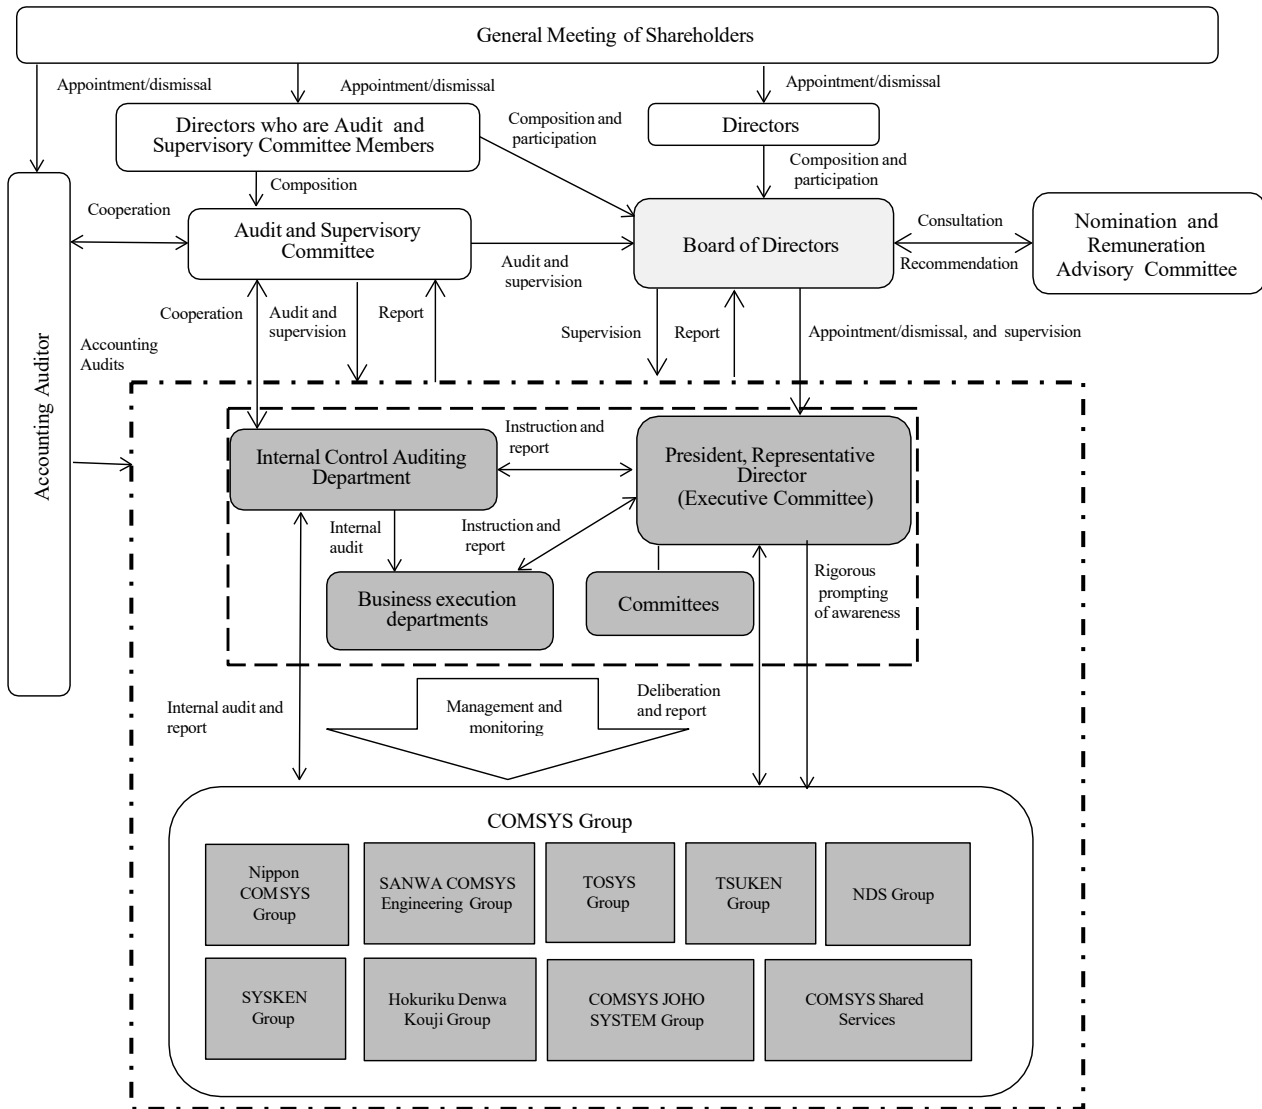 General Meeting of Shareholders
Appointment/dismissal
Appointment/dismissal
Appointment/dismissal
Directors who are Audit and
Supervisory Committee Members
Composition and
participation
Directors
Composition
Composition and
participation
Cooperation
Audit and Supervisory
Committee
Audit and
supervision
Board of Directors
Consultation
Recommendation
Nomination and
Remuneration
Advisory Committee
Accounting Auditor
Accounting
Audits
Cooperation
Audit and
supervision
Report
Supervision
Report
Appointment/dismissal, and supervision
Internal Control Auditing
Department
Instruction and
report
President, Representative
Director
(Executive Committee)
Internal
audit
Instruction and
report
Business execution
departments
Committees
Rigorous
prompting
of awareness
Internal audit and
report
Management and
monitoring
Deliberation
and report
COMSYS Group
Nippon
COMSYS
Group
SANWA COMSYS
Engineering Group
TOSYS
Group
TSUKEN
Group
NDS Group
SYSKEN
Group
Hokuriku Denwa
Kouji Group
COMSYS JOHO
SYSTEM Group
COMSYS Shared
Services